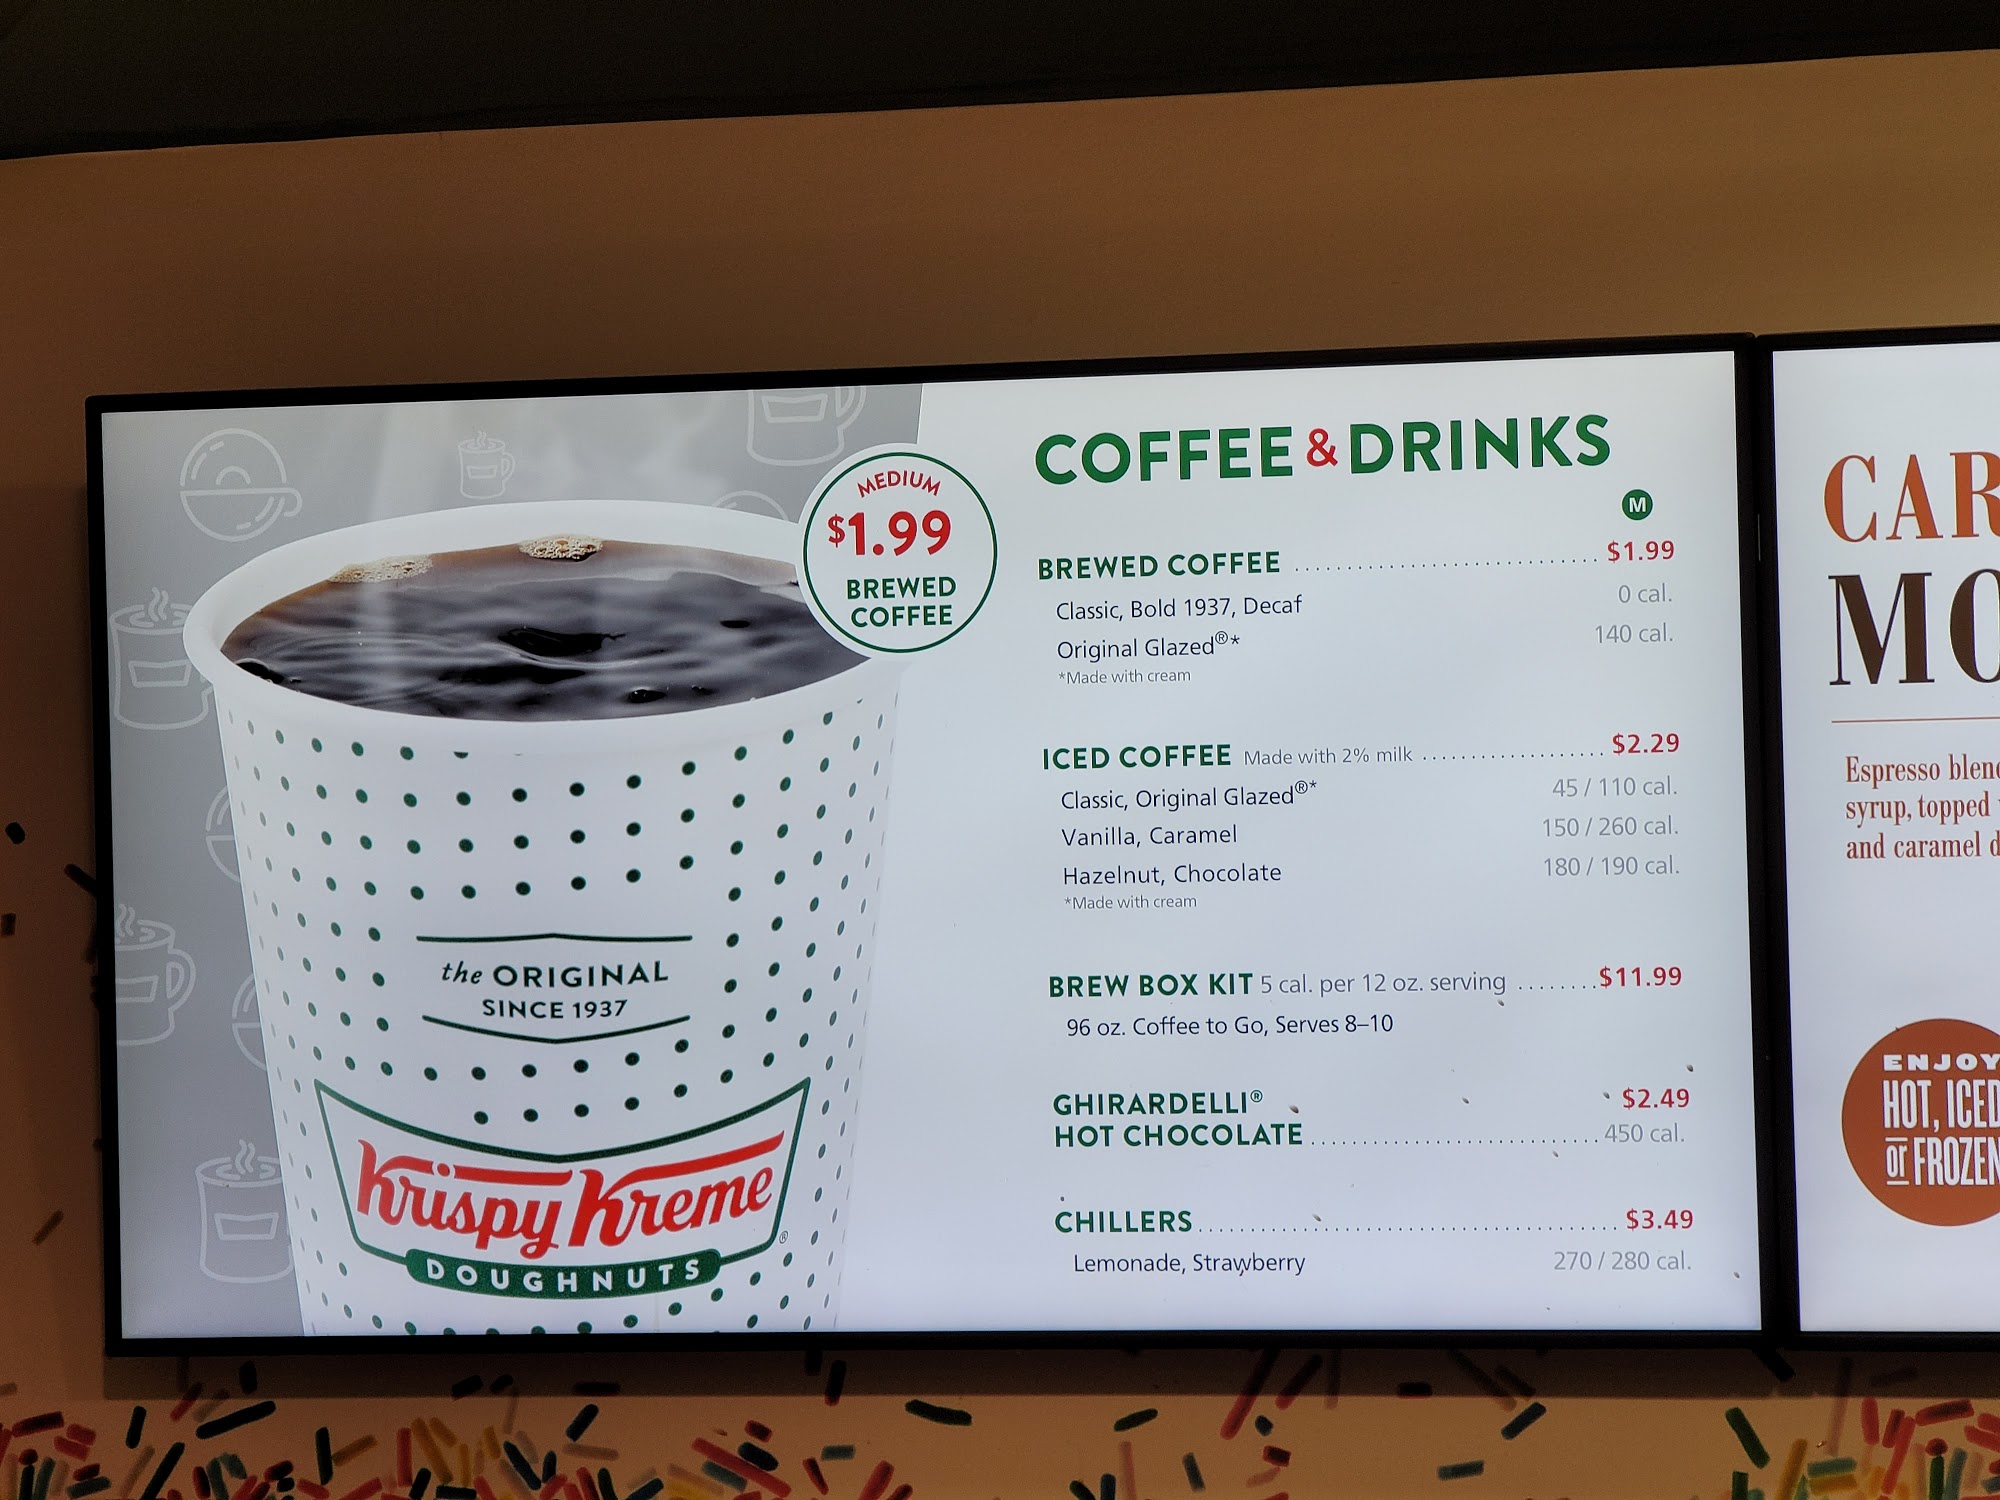 MEDIUM
$1.99
BREWED
COFFEE
the ORIGINAL
SINCE 1937
Krispy Kreme
®
DOUGHNUTS
COFFEE & DRINKS
M
BREWED COFFEE ........................................ $1.99
Classic, Bold 1937, Decaf 0 cal.
Original Glazed®* 140 cal.
*Made with cream
ICED COFFEE Made with 2% milk ........................ $2.29
Classic, Original Glazed®* 45 / 110 cal.
Vanilla, Caramel 150 / 260 cal.
Hazelnut, Chocolate 180 / 190 cal.
*Made with cream
BREW BOX KIT 5 cal. per 12 oz. serving ........ $11.99
96 oz. Coffee to Go, Serves 8–10
GHIRARDELLI® $2.49
HOT CHOCOLATE ........................................ 450 cal.
CHILLERS ........................................ $3.49
Lemonade, Strawberry 270 / 280 cal.
CAR
MO
Espresso blen
syrup, topped
and caramel d
ENJOY
HOT, ICED
or FROZEN